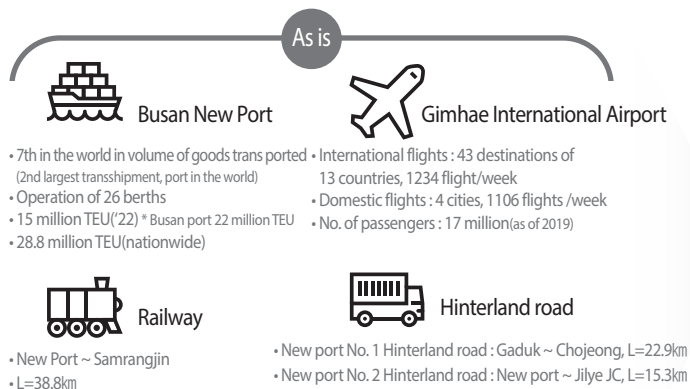 As is
Busan New Port
• 7th in the world in volume of goods trans ported
(2nd largest transshipment, port in the world)
• Operation of 26 berths
• 15 million TEU('22) * Busan port 22 million TEU
• 28.8 million TEU(nationwide)
Gimhae International Airport
• International flights : 43 destinations of
13 countries, 1234 flight/week
• Domestic flights : 4 cities, 1106 flights /week
• No. of passengers : 17 million(as of 2019)
Railway
• New Port ~ Samrangjin
• L=38.8㎞
Hinterland road
• New port No. 1 Hinterland road : Gaduk ~ Chojeong, L=22.9㎞
• New port No. 2 Hinterland road : New port ~ Jilye JC, L=15.3㎞